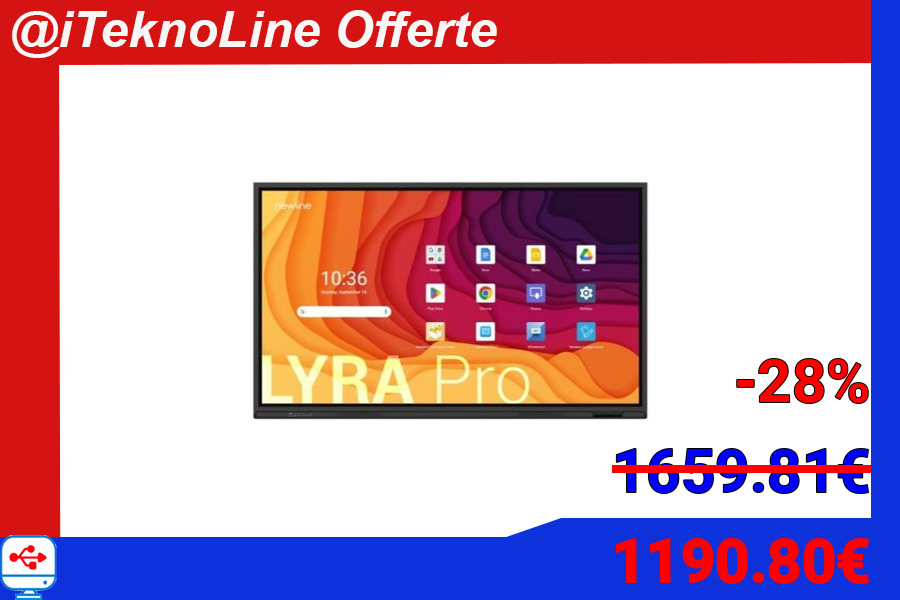 @iTeknoLine Offerte
newline
10:36
LYRA Pro
-28%
1659.81€
1190.80€